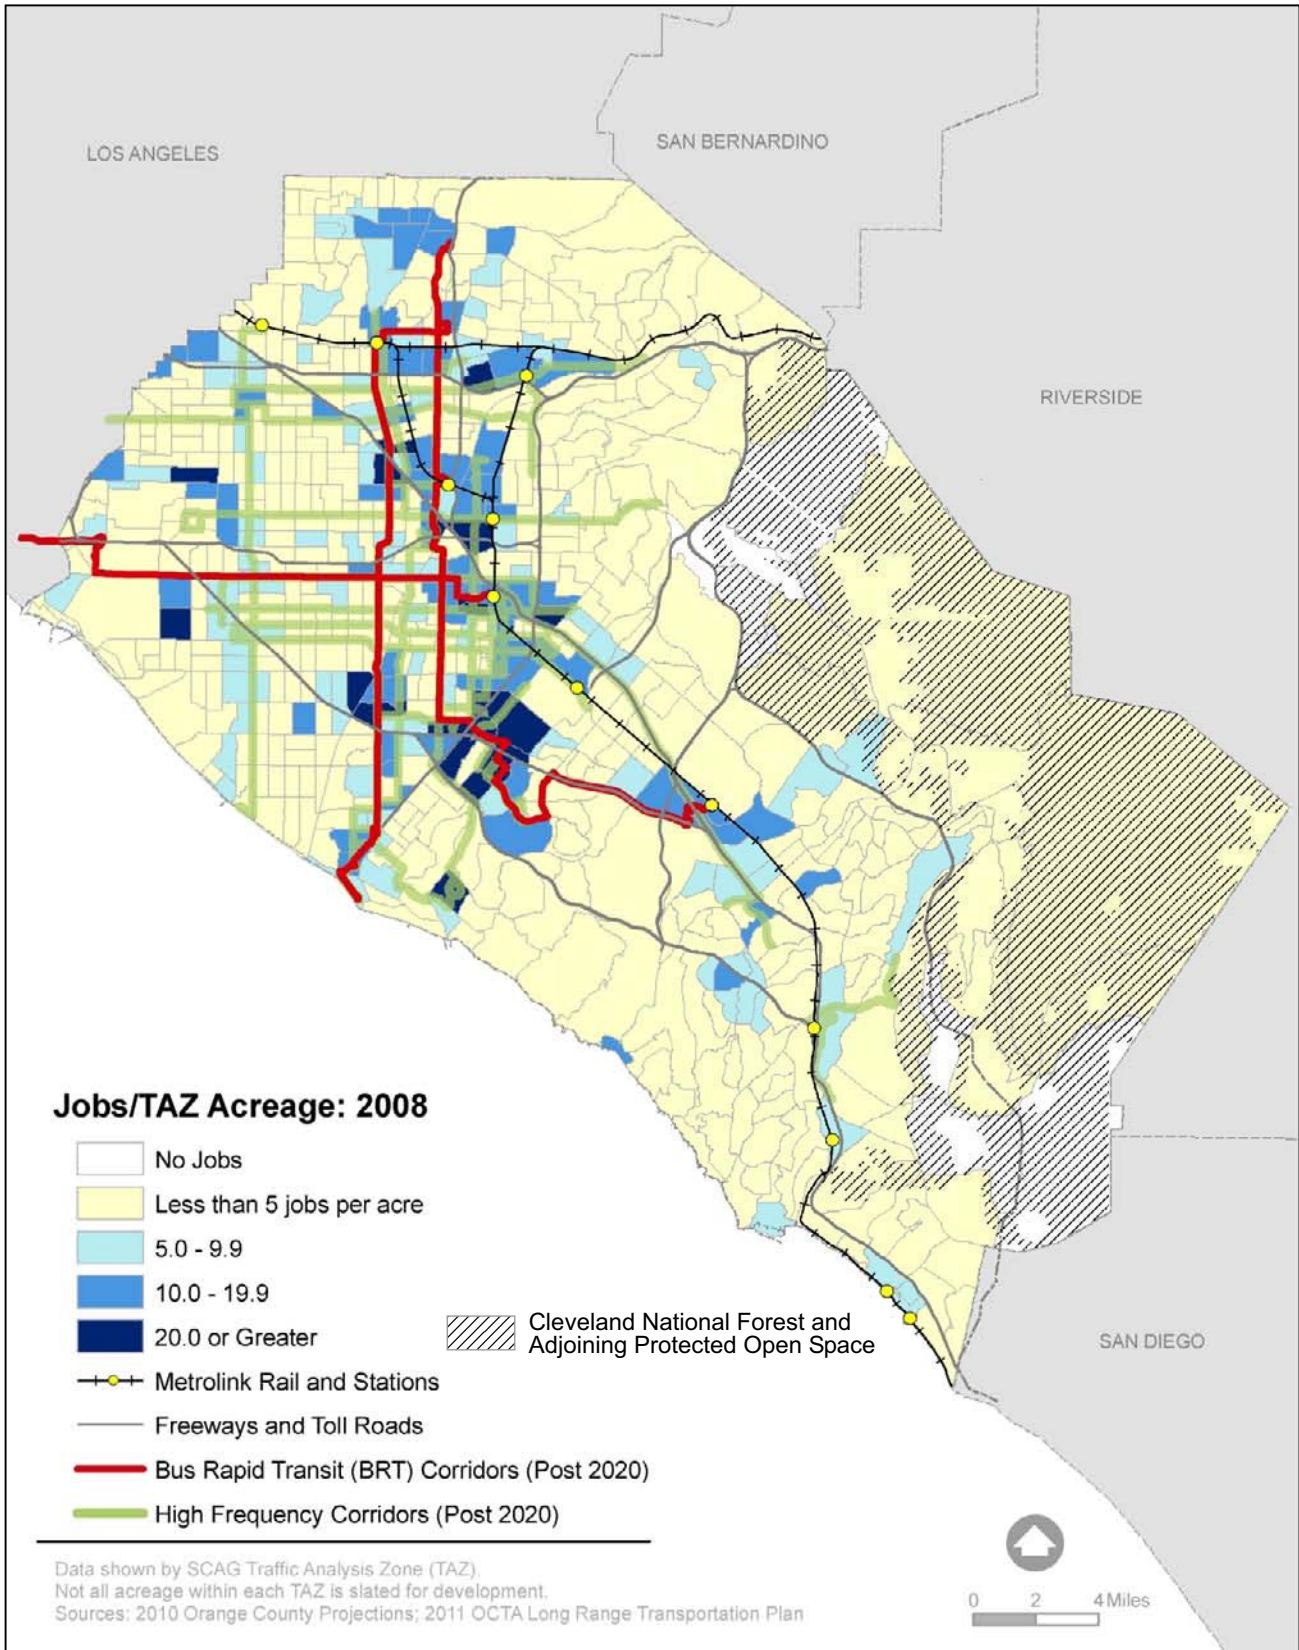 LOS ANGELES
SAN BERNARDINO
RIVERSIDE
Jobs/TAZ Acreage: 2008
No Jobs
Less than 5 jobs per acre
5.0 - 9.9
10.0 - 19.9
20.0 or Greater
Cleveland National Forest and
Adjoining Protected Open Space
SAN DIEGO
Metrolink Rail and Stations
Freeways and Toll Roads
Bus Rapid Transit (BRT) Corridors (Post 2020)
High Frequency Corridors (Post 2020)
Data shown by SCAG Traffic Analysis Zone (TAZ).
Not all acreage within each TAZ is slated for development.
Sources: 2010 Orange County Projections; 2011 OCTA Long Range Transportation Plan
0 2 4 Miles